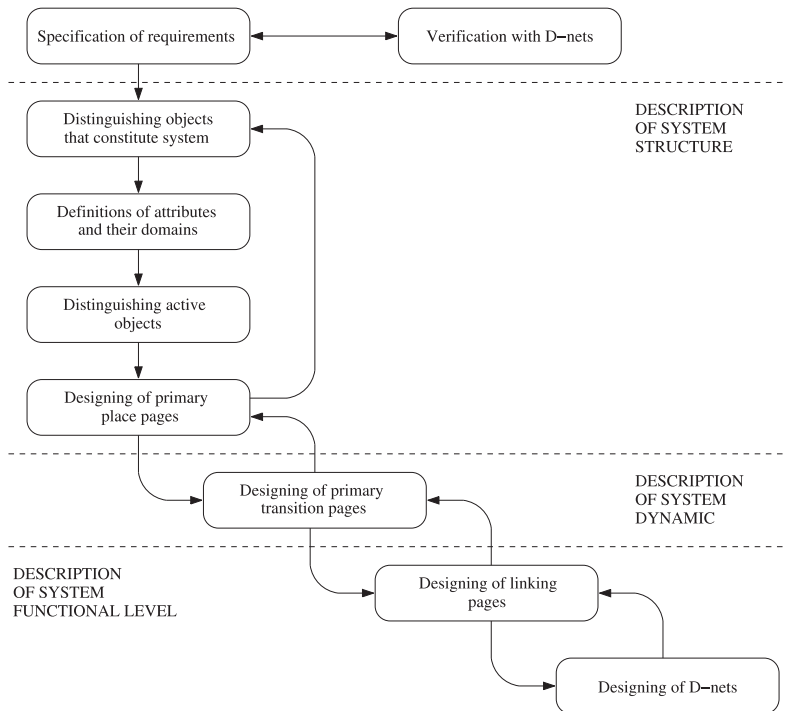 Specification of requirements
Verification with D−nets
Distinguishing objects
that constitute system
DESCRIPTION
OF SYSTEM
STRUCTURE
Definitions of attributes
and their domains
Distinguishing active
objects
Designing of primary
place pages
Designing of primary
transition pages
DESCRIPTION
OF SYSTEM
DYNAMIC
DESCRIPTION
OF SYSTEM
FUNCTIONAL LEVEL
Designing of linking
pages
Designing of D−nets